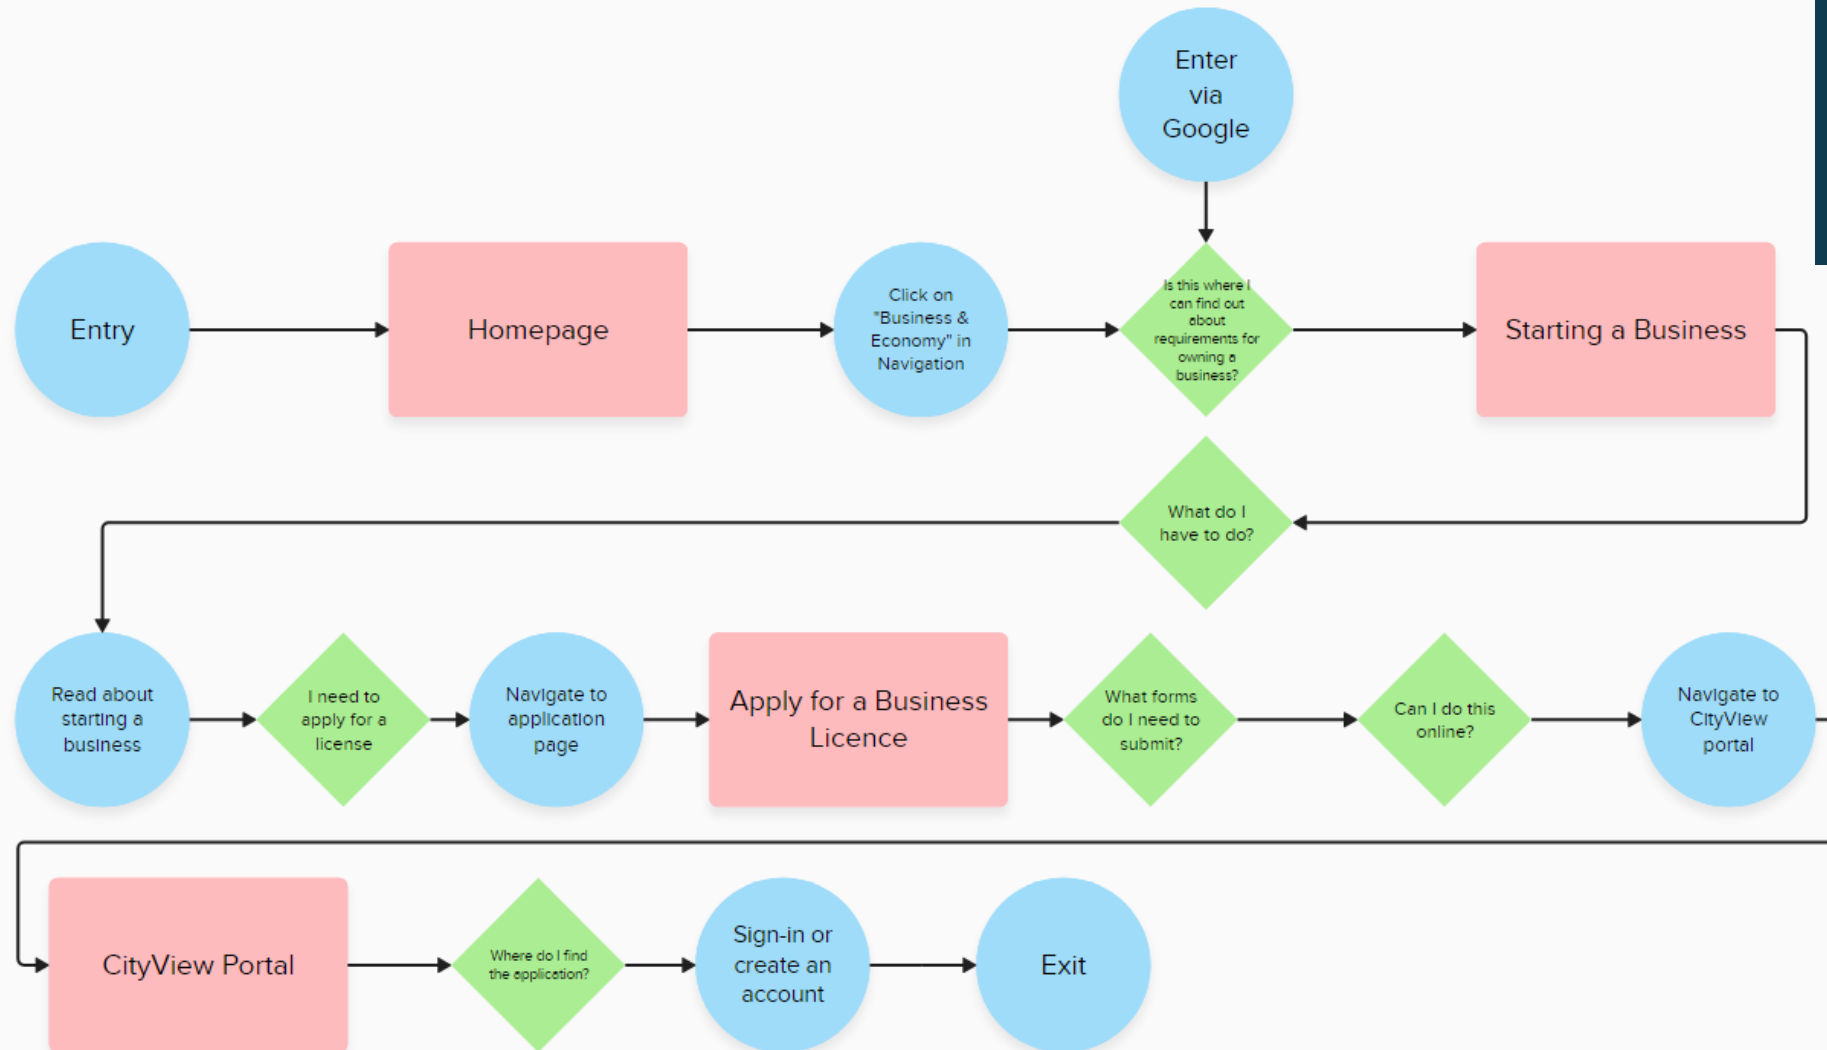 Enter
via
Google
Entry
Homepage
Click on
"Business &
Economy" in
Navigation
Is this where I
can find out
about
requirements for
owning a
business?
Starting a Business
What do I
have to do?
Read about
starting a
business
I need to
apply for a
license
Navigate to
application
page
Apply for a Business
Licence
What forms
do I need to
submit?
Can I do this
online?
Navigate to
CityView
portal
CityView Portal
Where do I find
the application?
Sign-in or
create an
account
Exit